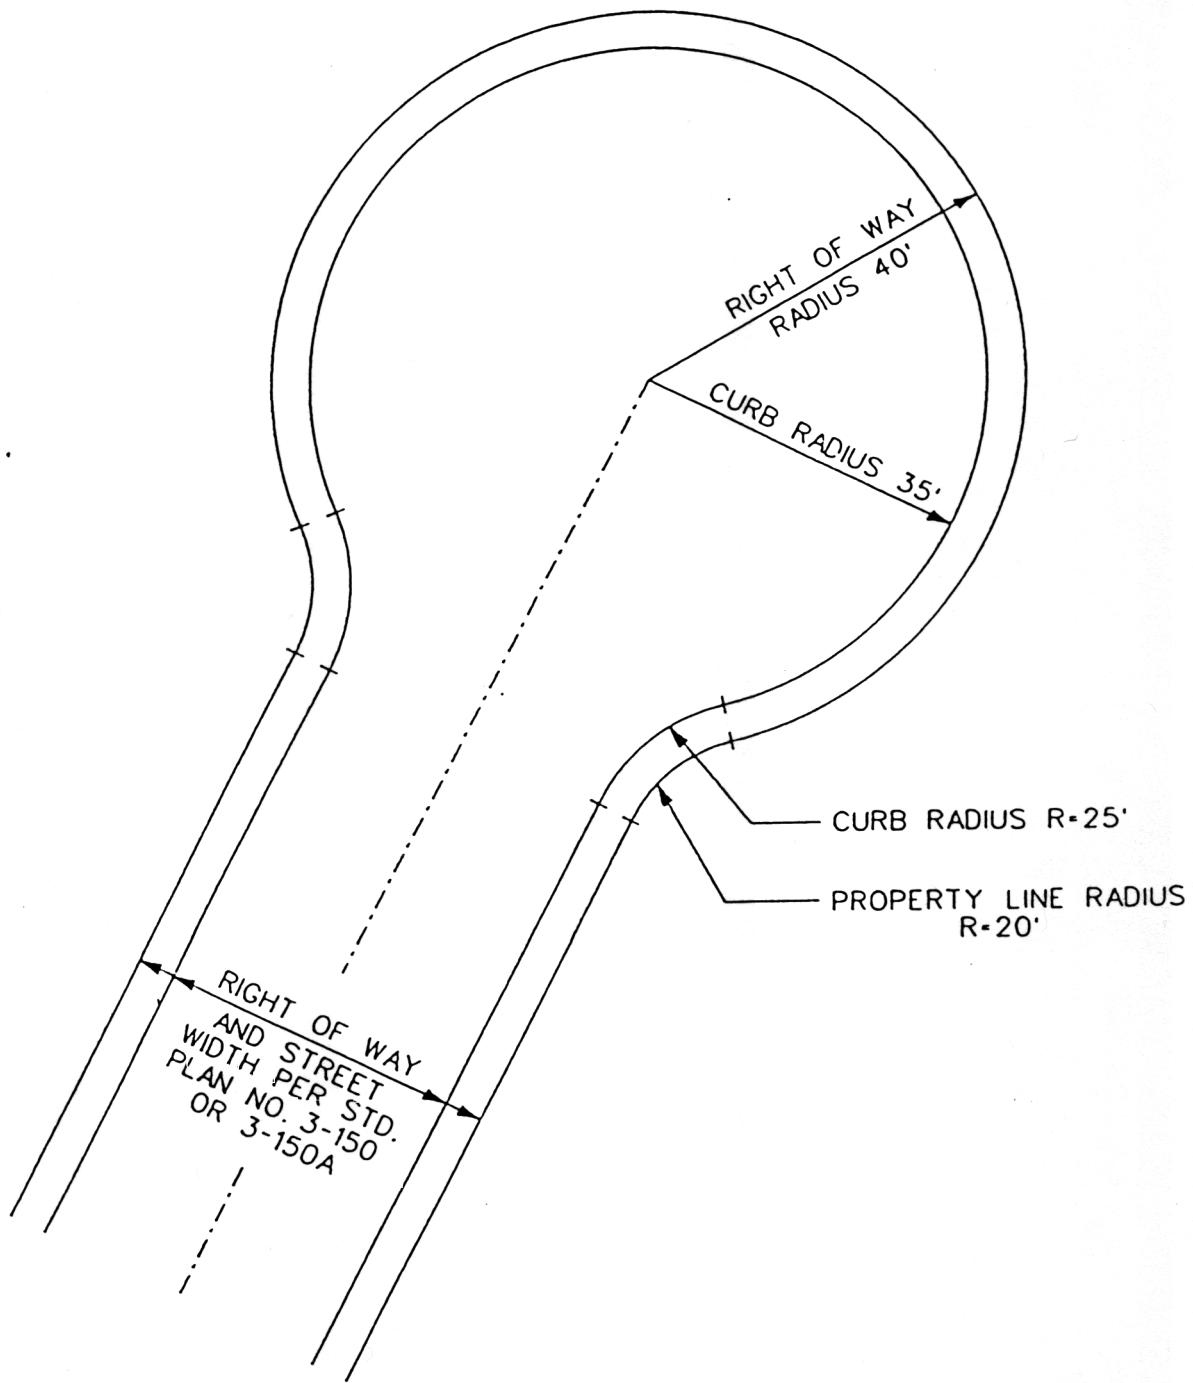 RIGHT OF WAY
RADIUS 40'
CURB RADIUS 35'
CURB RADIUS R=25'
PROPERTY LINE RADIUS
R=20'
RIGHT OF WAY
AND STREET
WIDTH PER STD.
PLAN NO. 3-150
OR 3-150A